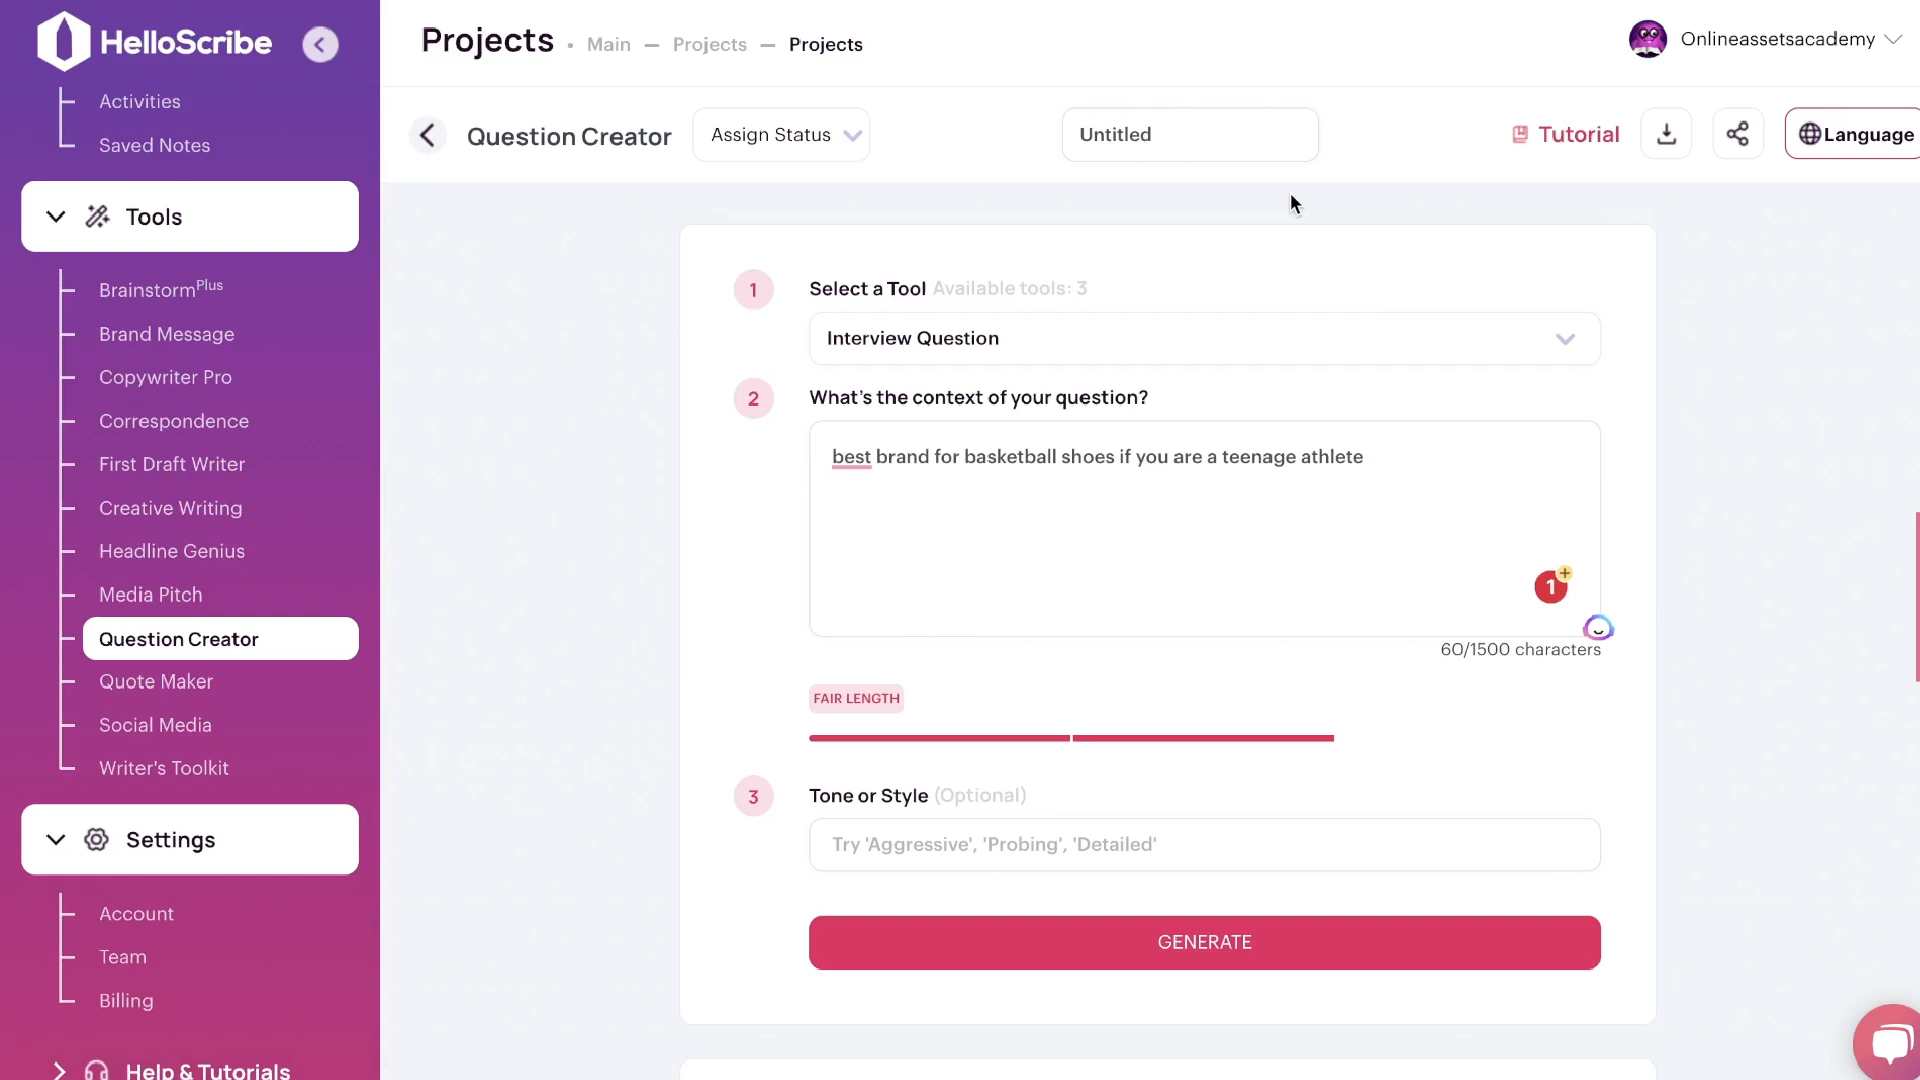 HelloScribe
Activities
Saved Notes
Tools
BrainstormPlus
Brand Message
Copywriter Pro
Correspondence
First Draft Writer
Creative Writing
Headline Genius
Media Pitch
Question Creator
Quote Maker
Social Media
Writer's Toolkit
Settings
Account
Team
Billing
Help & Tutorials
Projects • Main — Projects — Projects
Onlineassetsacademy
Question Creator
Assign Status
Untitled
Tutorial
Language
1
Select a Tool Available tools: 3
Interview Question
2
What's the context of your question?
best brand for basketball shoes if you are a teenage athlete
1
+
60/1500 characters
FAIR LENGTH
3
Tone or Style (Optional)
Try 'Aggressive', 'Probing', 'Detailed'
GENERATE